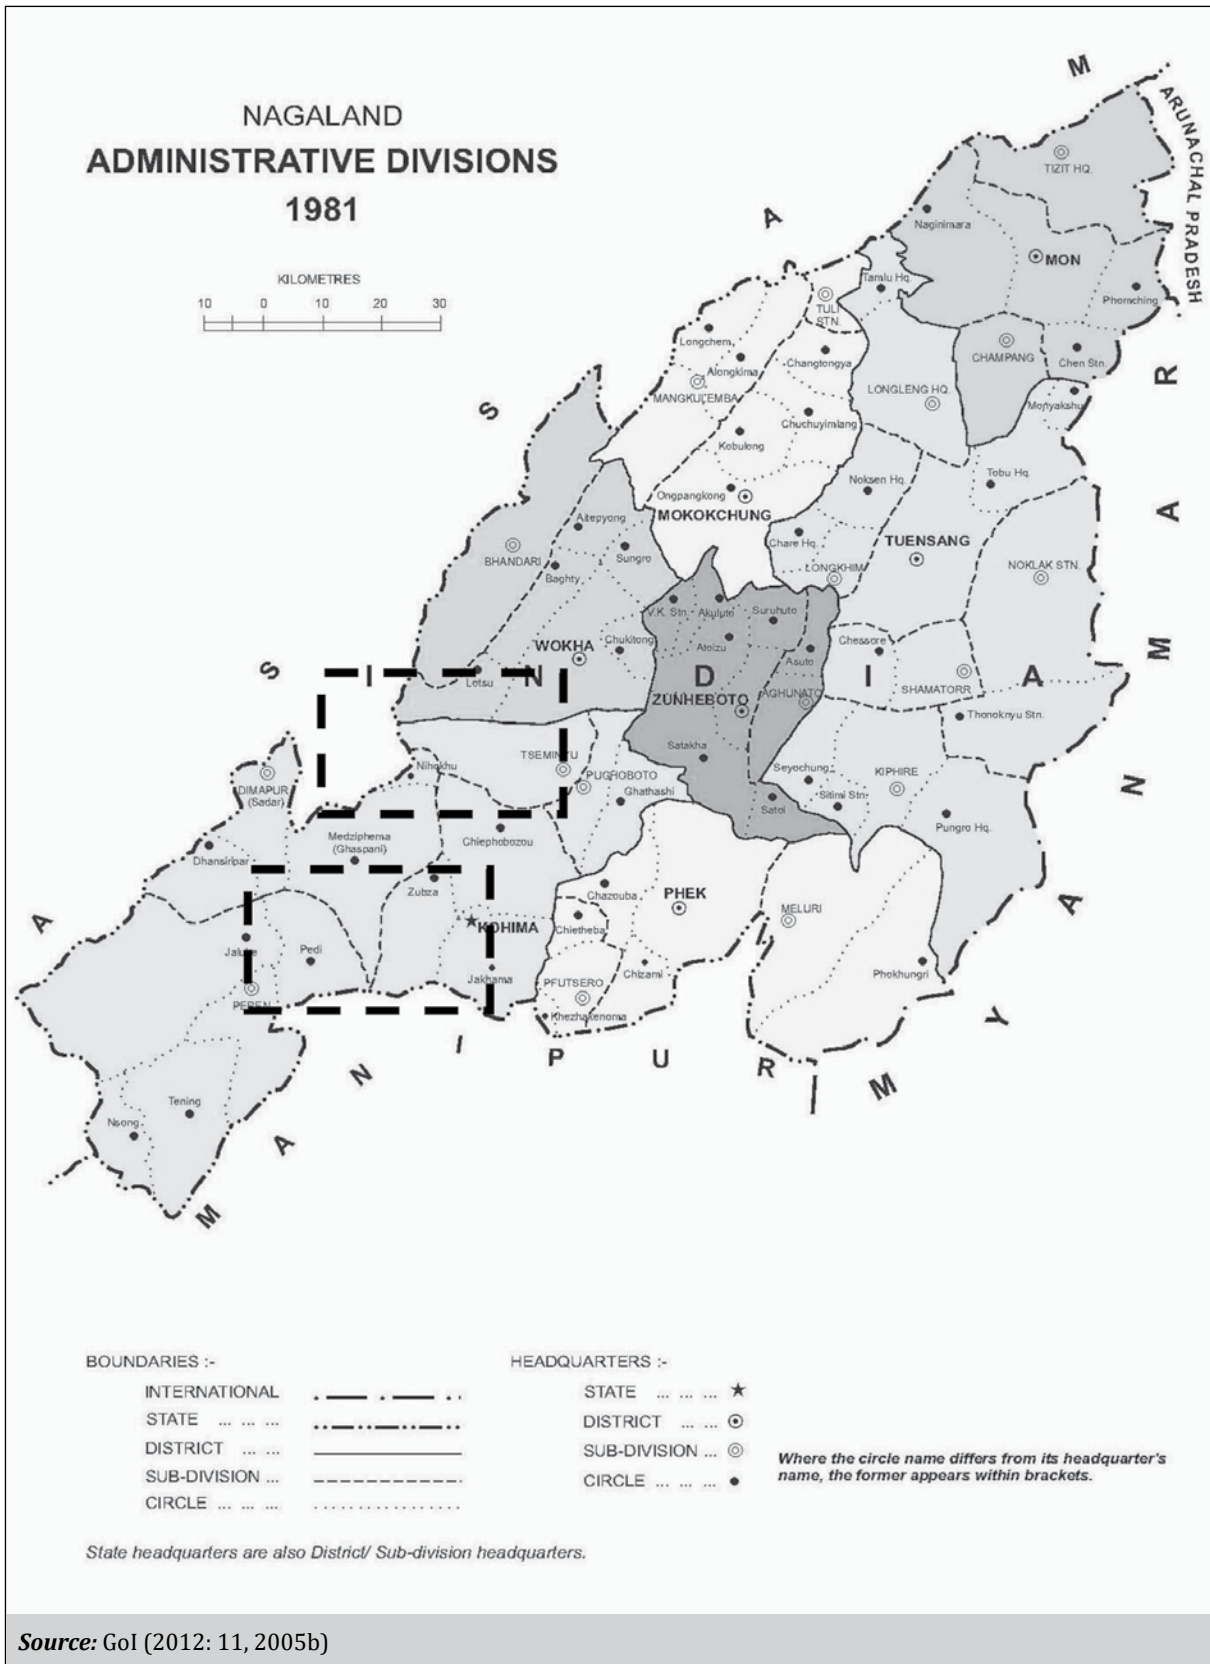 NAGALAND
ADMINISTRATIVE DIVISIONS
1981
KILOMETRES
10 0 10 20 30
M
ARUNACHAL PRADESH
TIZIT HQ.
A
Naginimara
MON
Tamlu Hq.
Phomching
TULI
STN.
Longchem
Changtongya
CHAMPANG
Chen Stn.
Alongkima
R
MANGKOLEMBA
LONGLENG HQ.
Monyakshu
S
Chuchuyimlang
Kobulong
Noksen Hq.
Tobu Hq.
Ongpangkong
MOKOKCHUNG
A
Aitepyong
Chare Hq.
TUENSANG
BHANDARI
Sungro
Baghty
LONGKHIM
NOKLAK STN.
V.K. Stn.
Akuluto
Suruhuto
WOKHA
Chukitong
Atoizu
Chessore
M
Asuto
S
I
Lotsu
N
D
I
A
ZUNHEBOTO
AGHUNATO
SHAMATORR
Thonoknyu Stn.
TSEMINYU
Satakha
Nihokhu
PUGHOBOTO
Seyochung
KIPHIRE
N
DIMAPUR
(Sadar)
Ghathashi
Sitimi Stn.
Satoi
Pungro Hq.
Medziphema
(Ghaspani)
Chiephobozou
Dhansiripar
Zubza
Chazouba
PHEK
A
A
MELURI
KOHIMA
Chietheba
Jaluke
Pedi
Jakhama
Chizami
Phokhungri
PFUTSERO
PEREN
Khezhakenoma
Y
N
I
P
U
R
M
Tening
Nsong
A
M
BOUNDARIES :-
INTERNATIONAL
STATE ... ... ...
DISTRICT ... ...
SUB-DIVISION ...
CIRCLE ... ... ...
HEADQUARTERS :-
STATE ... ... ...
DISTRICT ... ...
SUB-DIVISION ...
CIRCLE ... ... ...
Where the circle name differs from its headquarter's
name, the former appears within brackets.
State headquarters are also District/ Sub-division headquarters.
Source: GoI (2012: 11, 2005b)